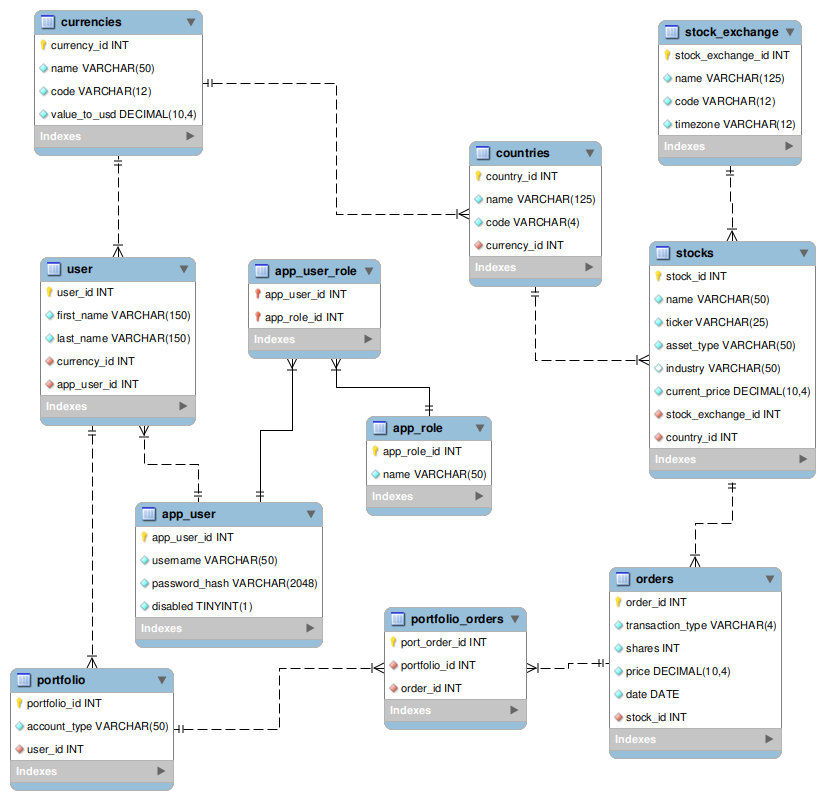 currencies
currency_id INT
name VARCHAR(50)
code VARCHAR(12)
value_to_usd DECIMAL(10,4)
Indexes
stock_exchange
stock_exchange_id INT
name VARCHAR(125)
code VARCHAR(12)
timezone VARCHAR(12)
Indexes
countries
country_id INT
name VARCHAR(125)
code VARCHAR(4)
currency_id INT
Indexes
user
user_id INT
first_name VARCHAR(150)
last_name VARCHAR(150)
currency_id INT
app_user_id INT
Indexes
app_user_role
app_user_id INT
app_role_id INT
Indexes
stocks
stock_id INT
name VARCHAR(50)
ticker VARCHAR(25)
asset_type VARCHAR(50)
industry VARCHAR(50)
current_price DECIMAL(10,4)
stock_exchange_id INT
country_id INT
Indexes
app_role
app_role_id INT
name VARCHAR(50)
Indexes
app_user
app_user_id INT
username VARCHAR(50)
password_hash VARCHAR(2048)
disabled TINYINT(1)
Indexes
orders
order_id INT
transaction_type VARCHAR(4)
shares INT
price DECIMAL(10,4)
date DATE
stock_id INT
Indexes
portfolio_orders
port_order_id INT
portfolio_id INT
order_id INT
Indexes
portfolio
portfolio_id INT
account_type VARCHAR(50)
user_id INT
Indexes